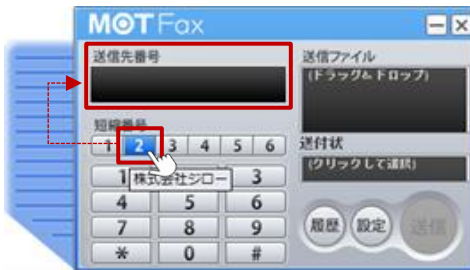 MOT Fax
送信先番号
送信ファイル
(ドラッグ&ドロップ)
短縮番号
1 2 3 4 5 6
送付状
(クリックして選択)
株式会社ジロー
1 3
4 5 6
7 8 9
* 0 #
履歴 設定 送信